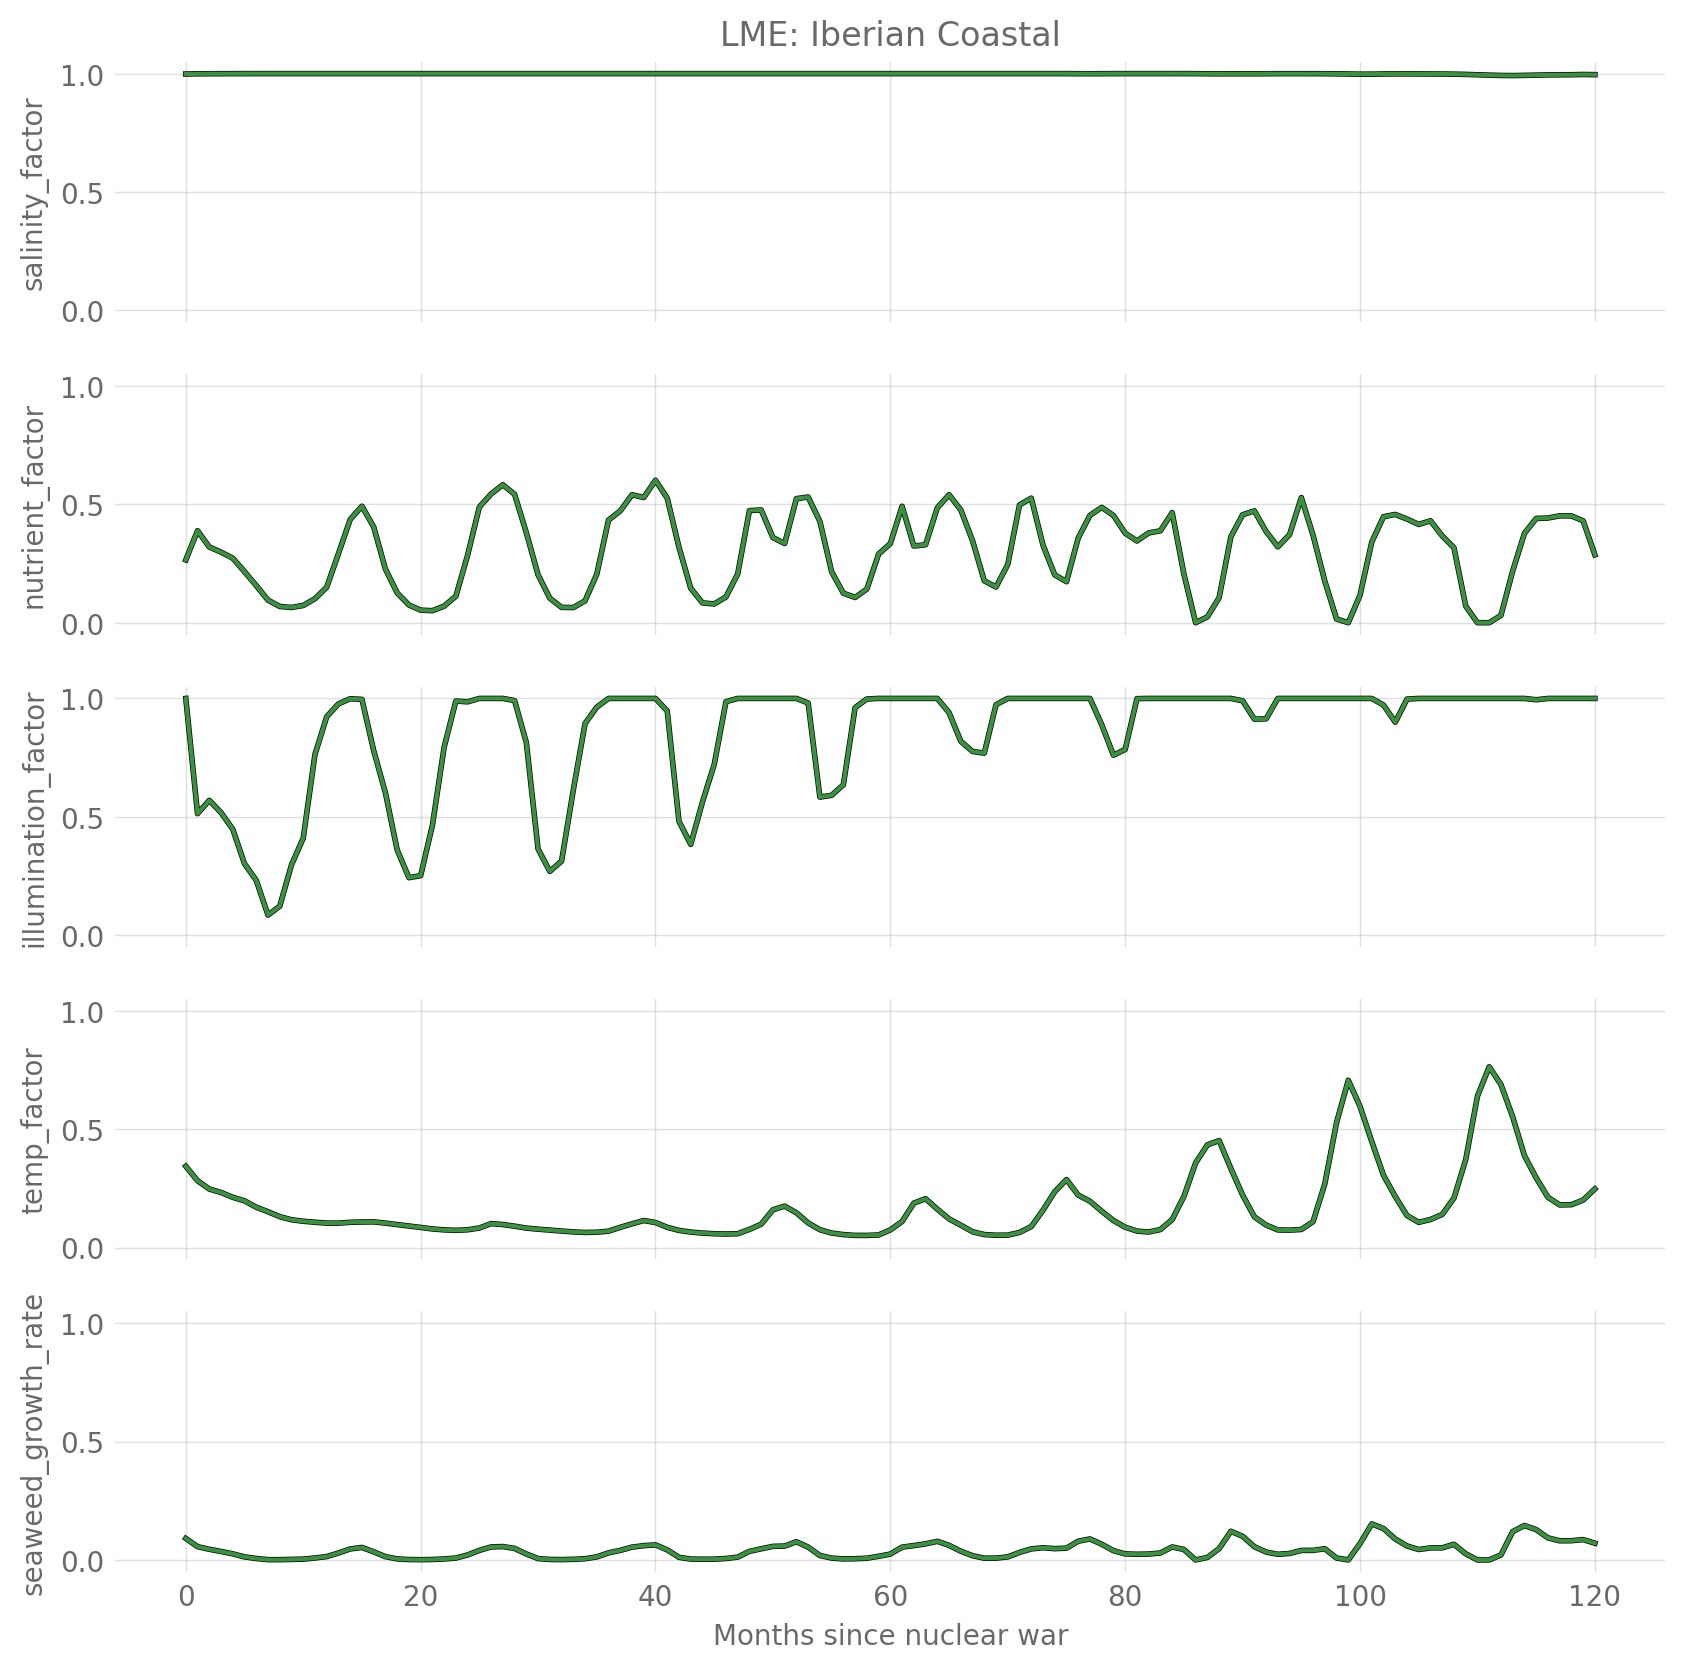 LME: Iberian Coastal
salinity_factor
1.0
0.5
0.0
nutrient_factor
1.0
0.5
0.0
illumination_factor
1.0
0.5
0.0
temp_factor
1.0
0.5
0.0
seaweed_growth_rate
1.0
0.5
0.0
0 20 40 60 80 100 120
Months since nuclear war